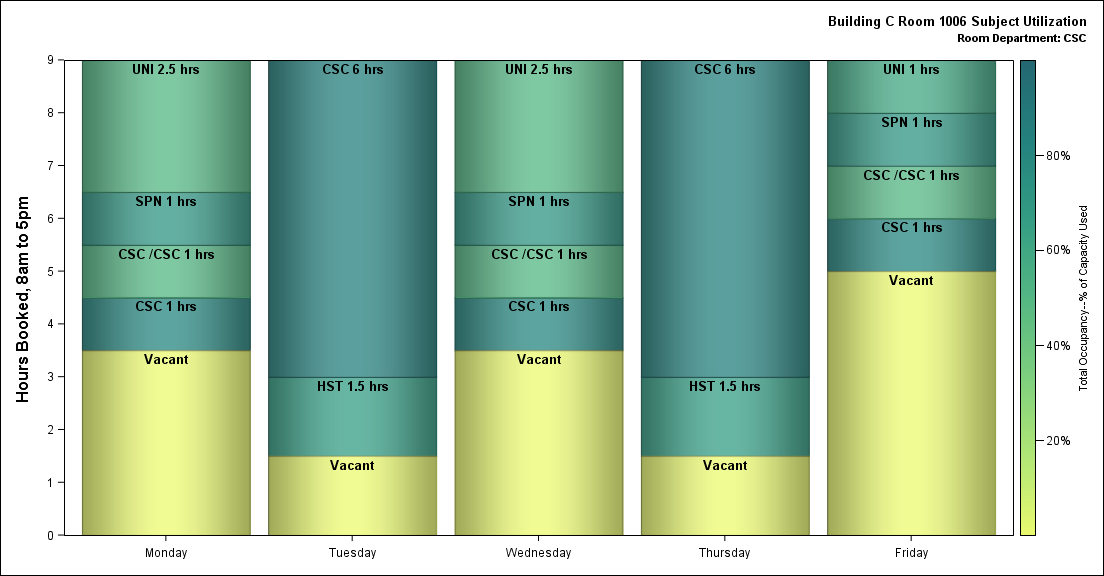 Building C Room 1006 Subject Utilization
Room Department: CSC
Hours Booked, 8am to 5pm
9
8
7
6
5
4
3
2
1
0
UNI 2.5 hrs
SPN 1 hrs
CSC /CSC 1 hrs
CSC 1 hrs
Vacant
Monday
CSC 6 hrs
HST 1.5 hrs
Vacant
Tuesday
UNI 2.5 hrs
SPN 1 hrs
CSC /CSC 1 hrs
CSC 1 hrs
Vacant
Wednesday
CSC 6 hrs
HST 1.5 hrs
Vacant
Thursday
UNI 1 hrs
SPN 1 hrs
CSC /CSC 1 hrs
CSC 1 hrs
Vacant
Friday
80%
60%
40%
20%
Total Occupancy--% of Capacity Used